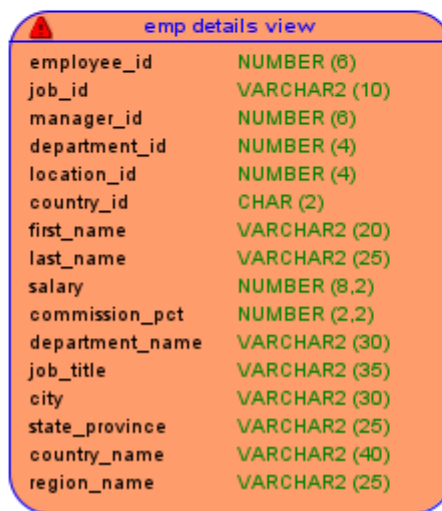 emp details view
employee_id NUMBER (6)
job_id VARCHAR2 (10)
manager_id NUMBER (6)
department_id NUMBER (4)
location_id NUMBER (4)
country_id CHAR (2)
first_name VARCHAR2 (20)
last_name VARCHAR2 (25)
salary NUMBER (8,2)
commission_pct NUMBER (2,2)
department_name VARCHAR2 (30)
job_title VARCHAR2 (35)
city VARCHAR2 (30)
state_province VARCHAR2 (25)
country_name VARCHAR2 (40)
region_name VARCHAR2 (25)